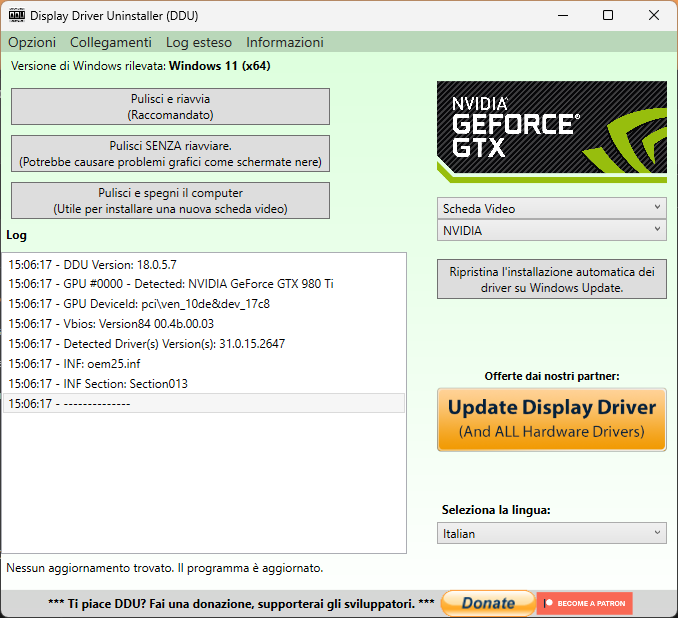 Display Driver Uninstaller (DDU)
Opzioni Collegamenti Log esteso Informazioni
Versione di Windows rilevata: Windows 11 (x64)
Pulisci e riavvia
(Raccomandato)
Pulisci SENZA riavviare.
(Potrebbe causare problemi grafici come schermate nere)
Pulisci e spegni il computer
(Utile per installare una nuova scheda video)
NVIDIA
GEFORCE®
GTX
Scheda Video
NVIDIA
Ripristina l'installazione automatica dei
driver su Windows Update.
Log
15:06:17 - DDU Version: 18.0.5.7
15:06:17 - GPU #0000 - Detected: NVIDIA GeForce GTX 980 Ti
15:06:17 - GPU DeviceId: pci\ven_10de&dev_17c8
15:06:17 - Vbios: Version84 00.4b.00.03
15:06:17 - Detected Driver(s) Version(s): 31.0.15.2647
15:06:17 - INF: oem25.inf
15:06:17 - INF Section: Section013
15:06:17 - --------------
Offerte dai nostri partner:
Update Display Driver
(And ALL Hardware Drivers)
Seleziona la lingua:
Italian
Nessun aggiornamento trovato. Il programma è aggiornato.
*** Ti piace DDU? Fai una donazione, supporterai gli sviluppatori. ***
Donate
BECOME A PATRON